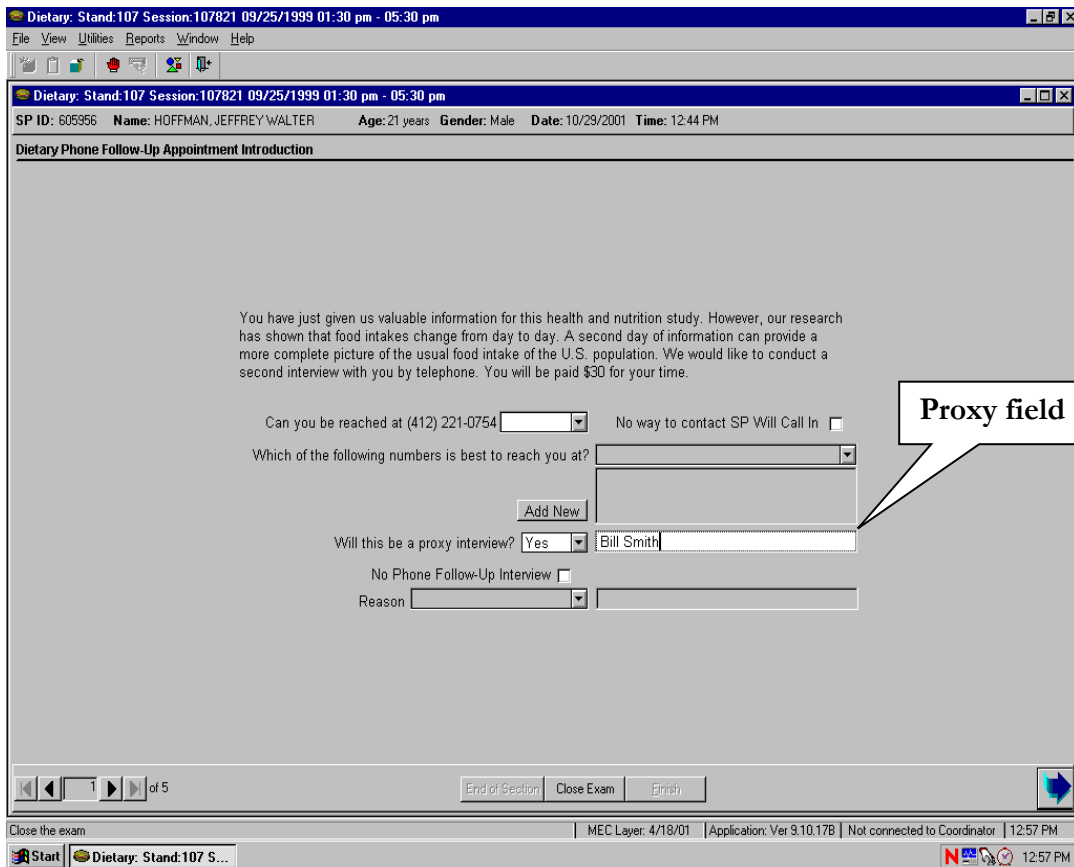 Dietary: Stand:107 Session:107821 09/25/1999 01:30 pm - 05:30 pm
File View Utilities Reports Window Help
Dietary: Stand:107 Session:107821 09/25/1999 01:30 pm - 05:30 pm
SP ID: 605956 Name: HOFFMAN, JEFFREY WALTER Age: 21 years Gender: Male Date: 10/29/2001 Time: 12:44 PM
Dietary Phone Follow-Up Appointment Introduction
You have just given us valuable information for this health and nutrition study. However, our research
has shown that food intakes change from day to day. A second day of information can provide a
more complete picture of the usual food intake of the U.S. population. We would like to conduct a
second interview with you by telephone. You will be paid $30 for your time.
Proxy field
Can you be reached at (412) 221-0754 No way to contact SP Will Call In
Which of the following numbers is best to reach you at?
Add New
Will this be a proxy interview? Yes Bill Smith
No Phone Follow-Up Interview
Reason
1 of 5 End of Section Close Exam Finish
Close the exam MEC Layer: 4/18/01 Application: Ver 9.10.17B Not connected to Coordinator 12:57 PM
Start Dietary: Stand:107 S... N 12:57 PM